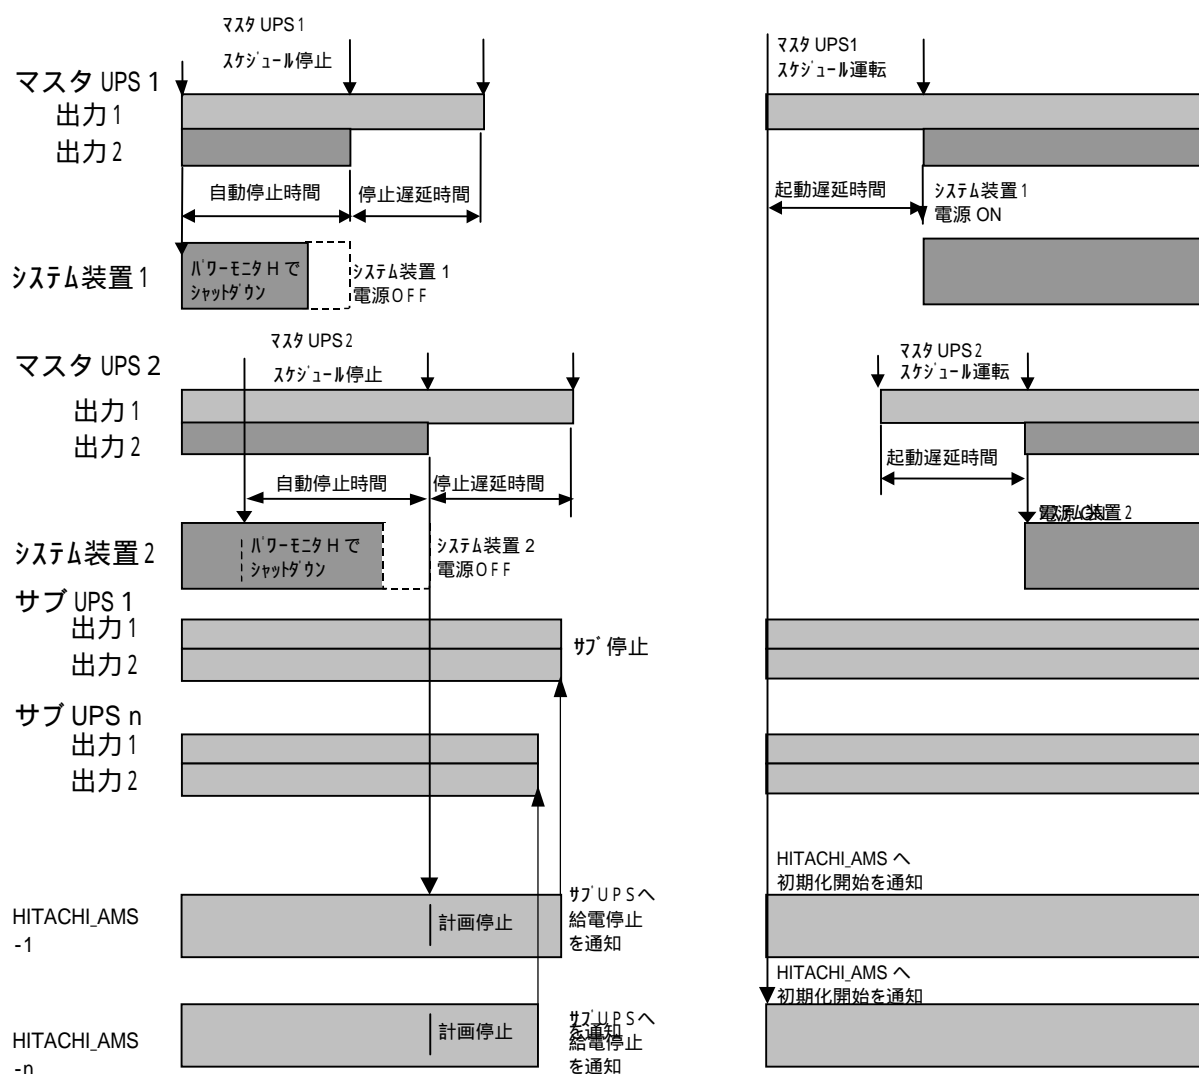 ﾏｽﾀ UPS1
ｽｹｼﾞｭｰﾙ停止
マスタ UPS 1
出力1
出力2
自動停止時間
停止遅延時間
システム装置1
ﾊﾟﾜｰﾓﾆﾀ H で
ｼｬｯﾄﾀﾞｳﾝ
ｼｽﾃﾑ装置 1
電源OFF
ﾏｽﾀ UPS2
ｽｹｼﾞｭｰﾙ停止
マスタ UPS 2
出力1
出力2
自動停止時間
停止遅延時間
システム装置2
ﾊﾟﾜｰﾓﾆﾀ H で
ｼｬｯﾄﾀﾞｳﾝ
ｼｽﾃﾑ装置 2
電源OFF
サブ UPS 1
出力1
出力2
ｻﾌﾞ停止
サブ UPS n
出力1
出力2
HITACHI_AMS
-1
計画停止
ｻﾌﾞUPSへ
給電停止
を通知
HITACHI_AMS
-n
計画停止
ｻﾌﾞUPSへ
給電停止
を通知
ﾏｽﾀ UPS1
ｽｹｼﾞｭｰﾙ運転
起動遅延時間
ｼｽﾃﾑ装置1
電源 ON
ﾏｽﾀ UPS2
ｽｹｼﾞｭｰﾙ運転
起動遅延時間
ｼｽﾃﾑ装置2
電源 ON
HITACHI_AMS へ
初期化開始を通知
HITACHI_AMS へ
初期化開始を通知